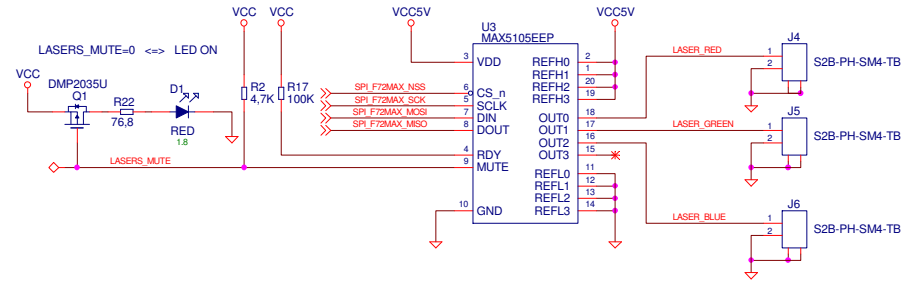 VCC VCC VCC5V VCC5V
U3
MAX5105EEP
LASERS_MUTE=0 <=> LED ON
VCC
DMP2035U
Q1
R22
76,8
D1
RED
1.8
R2
4,7K
R17
100K
LASERS_MUTE
SPI_F72MAX_NSS
SPI_F72MAX_SCK
SPI_F72MAX_MOSI
SPI_F72MAX_MISO
3 VDD
6 CS_n
5 SCLK
7 DIN
8 DOUT
4 RDY
9 MUTE
10 GND
REFH0 2
REFH1 1
REFH2 20
REFH3 19
OUT0 18
OUT1 17
OUT2 16
OUT3 15
REFL0 11
REFL1 12
REFL2 13
REFL3 14
LASER_RED
LASER_GREEN
LASER_BLUE
J4
1
2
S2B-PH-SM4-TB
J5
1
2
S2B-PH-SM4-TB
J6
1
2
S2B-PH-SM4-TB